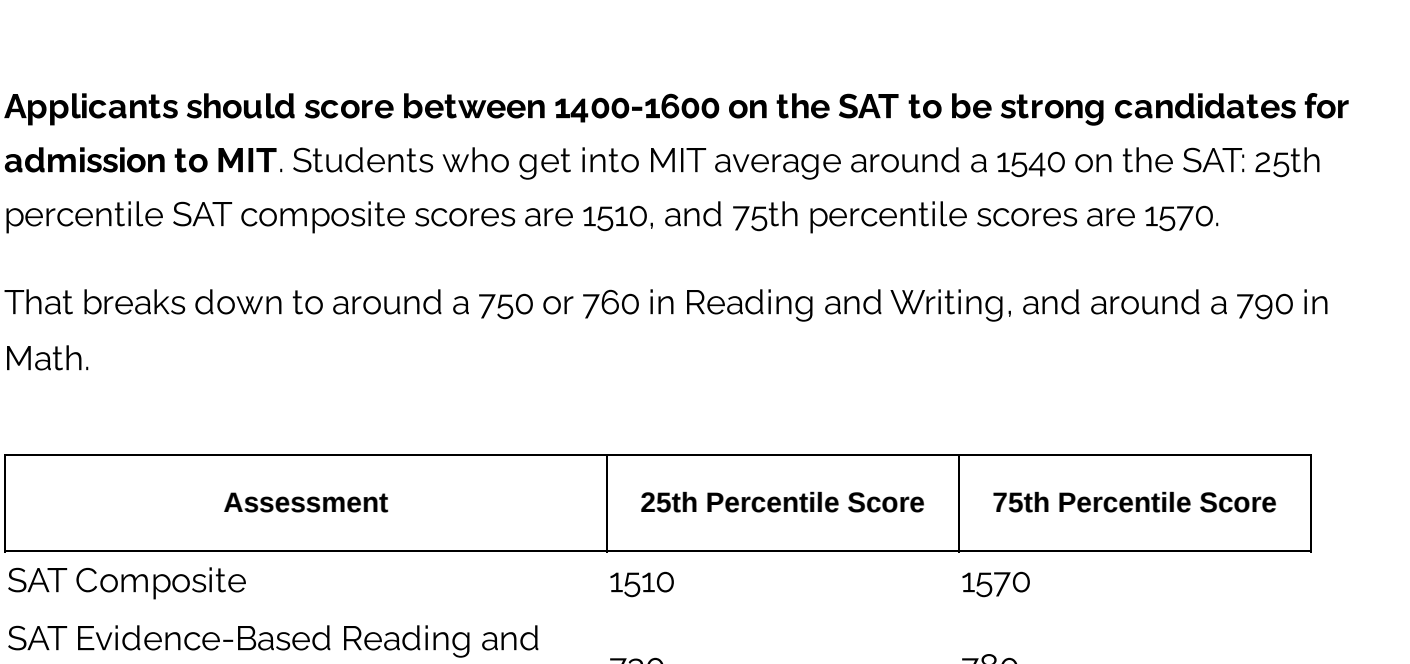 Applicants should score between 1400-1600 on the SAT to be strong candidates for
admission to MIT. Students who get into MIT average around a 1540 on the SAT: 25th
percentile SAT composite scores are 1510, and 75th percentile scores are 1570.
That breaks down to around a 750 or 760 in Reading and Writing, and around a 790 in
Math.
Assessment 25th Percentile Score 75th Percentile Score
SAT Composite 1510 1570
SAT Evidence-Based Reading and